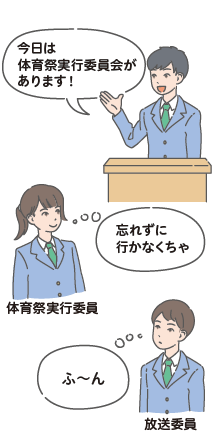 今日は
体育祭実行委員会が
あります！
忘れずに
行かなくちゃ
体育祭実行委員
ふ〜ん
放送委員